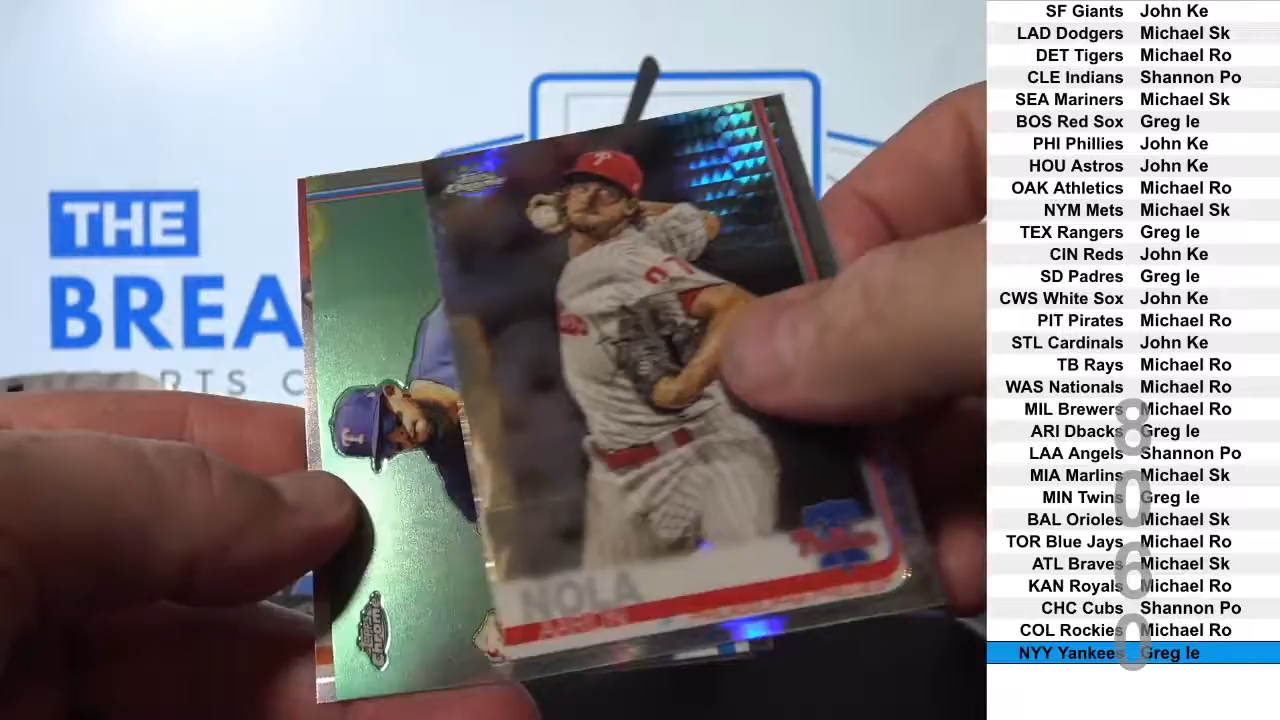 THE
BREA
RTS C
NOLA
AARON
Phillies
27
T
topps
chrome
SF Giants John Ke
LAD Dodgers Michael Sk
DET Tigers Michael Ro
CLE Indians Shannon Po
SEA Mariners Michael Sk
BOS Red Sox Greg le
PHI Phillies John Ke
HOU Astros John Ke
OAK Athletics Michael Ro
NYM Mets Michael Sk
TEX Rangers Greg le
CIN Reds John Ke
SD Padres Greg le
CWS White Sox John Ke
PIT Pirates Michael Ro
STL Cardinals John Ke
TB Rays Michael Ro
WAS Nationals Michael Ro
MIL Brewers Michael Ro
ARI Dbacks Greg le
LAA Angels Shannon Po
MIA Marlins Michael Sk
MIN Twins Greg le
BAL Orioles Michael Sk
TOR Blue Jays Michael Ro
ATL Braves Michael Sk
KAN Royals Michael Ro
CHC Cubs Shannon Po
COL Rockies Michael Ro
NYY Yankees Greg le
8060